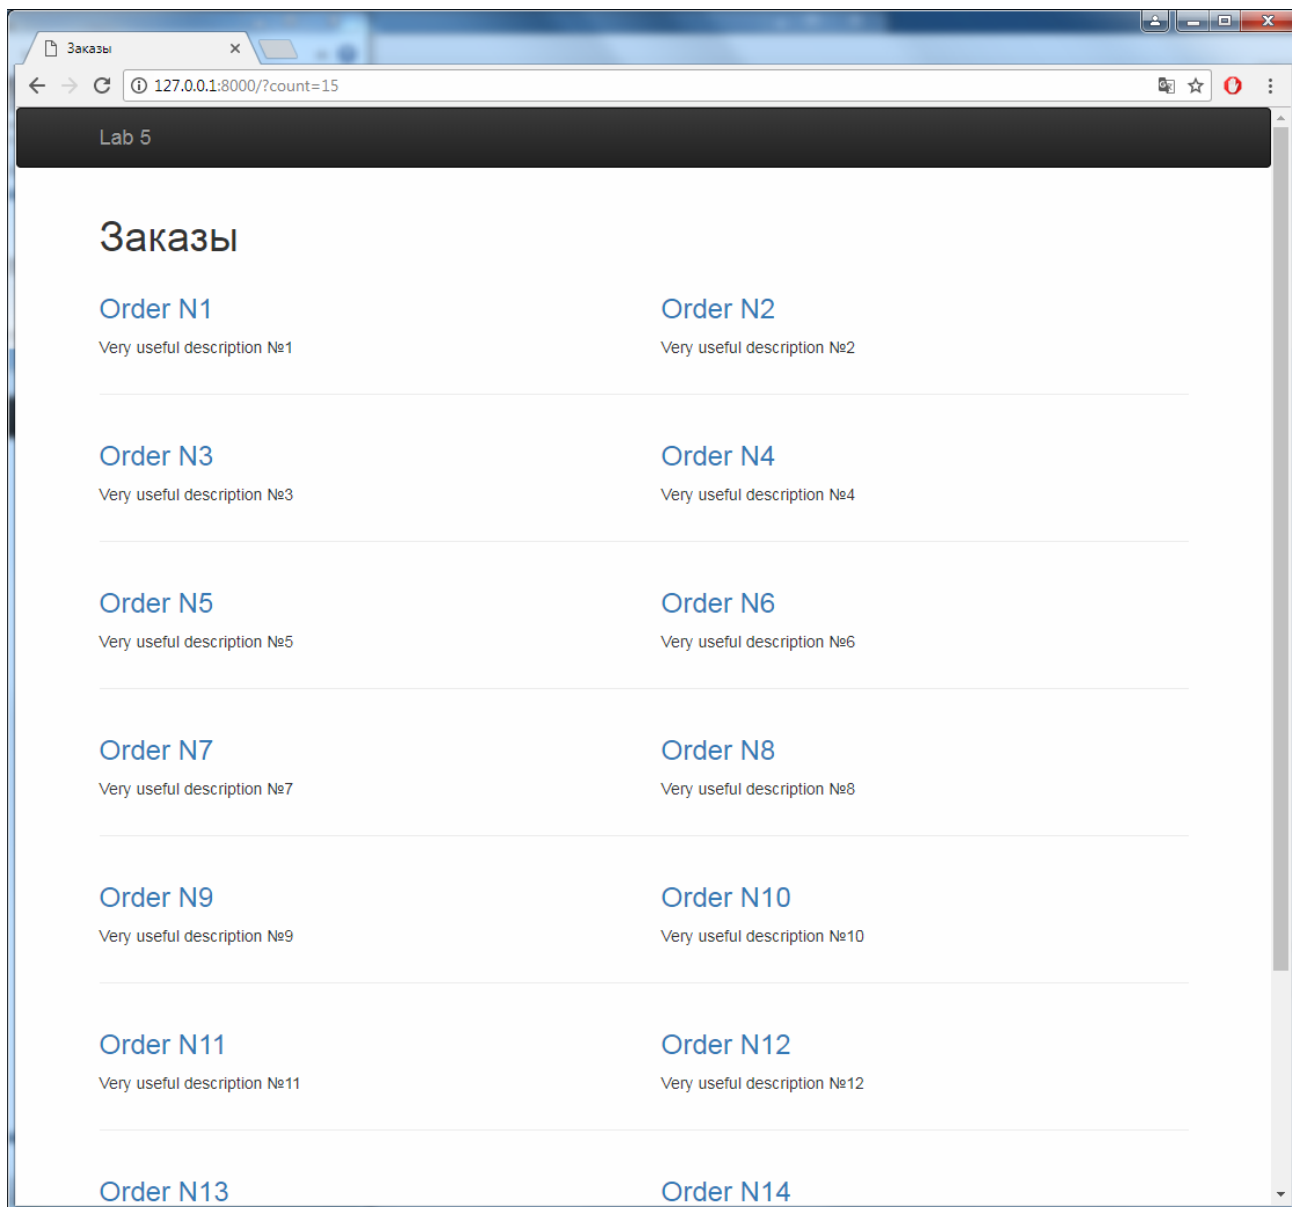 Заказы
127.0.0.1:8000/?count=15
Lab 5
Заказы
Order N1 Order N2
Very useful description №1 Very useful description №2
Order N3 Order N4
Very useful description №3 Very useful description №4
Order N5 Order N6
Very useful description №5 Very useful description №6
Order N7 Order N8
Very useful description №7 Very useful description №8
Order N9 Order N10
Very useful description №9 Very useful description №10
Order N11 Order N12
Very useful description №11 Very useful description №12
Order N13 Order N14